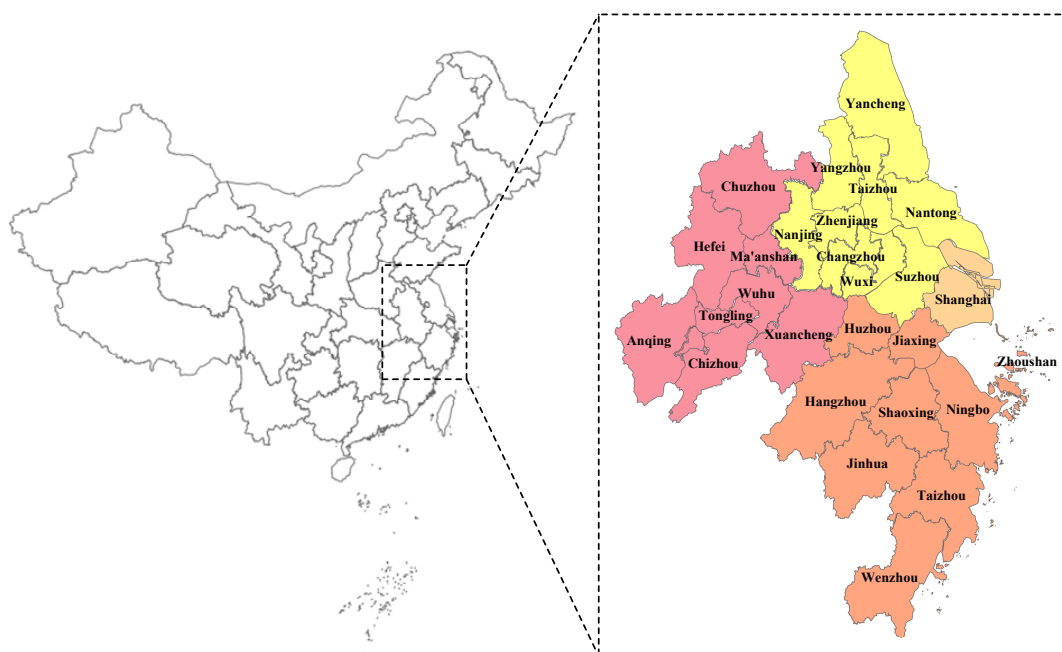 Yancheng
Yangzhou
Chuzhou
Taizhou
Nantong
Zhenjiang
Nanjing
Hefei
Ma'anshan
Changzhou
Suzhou
Wuxi
Wuhu
Shanghai
Tongling
Huzhou
Xuancheng
Anqing
Jiaxing
Chizhou
Zhoushan
Hangzhou
Shaoxing
Ningbo
Jinhua
Taizhou
Wenzhou